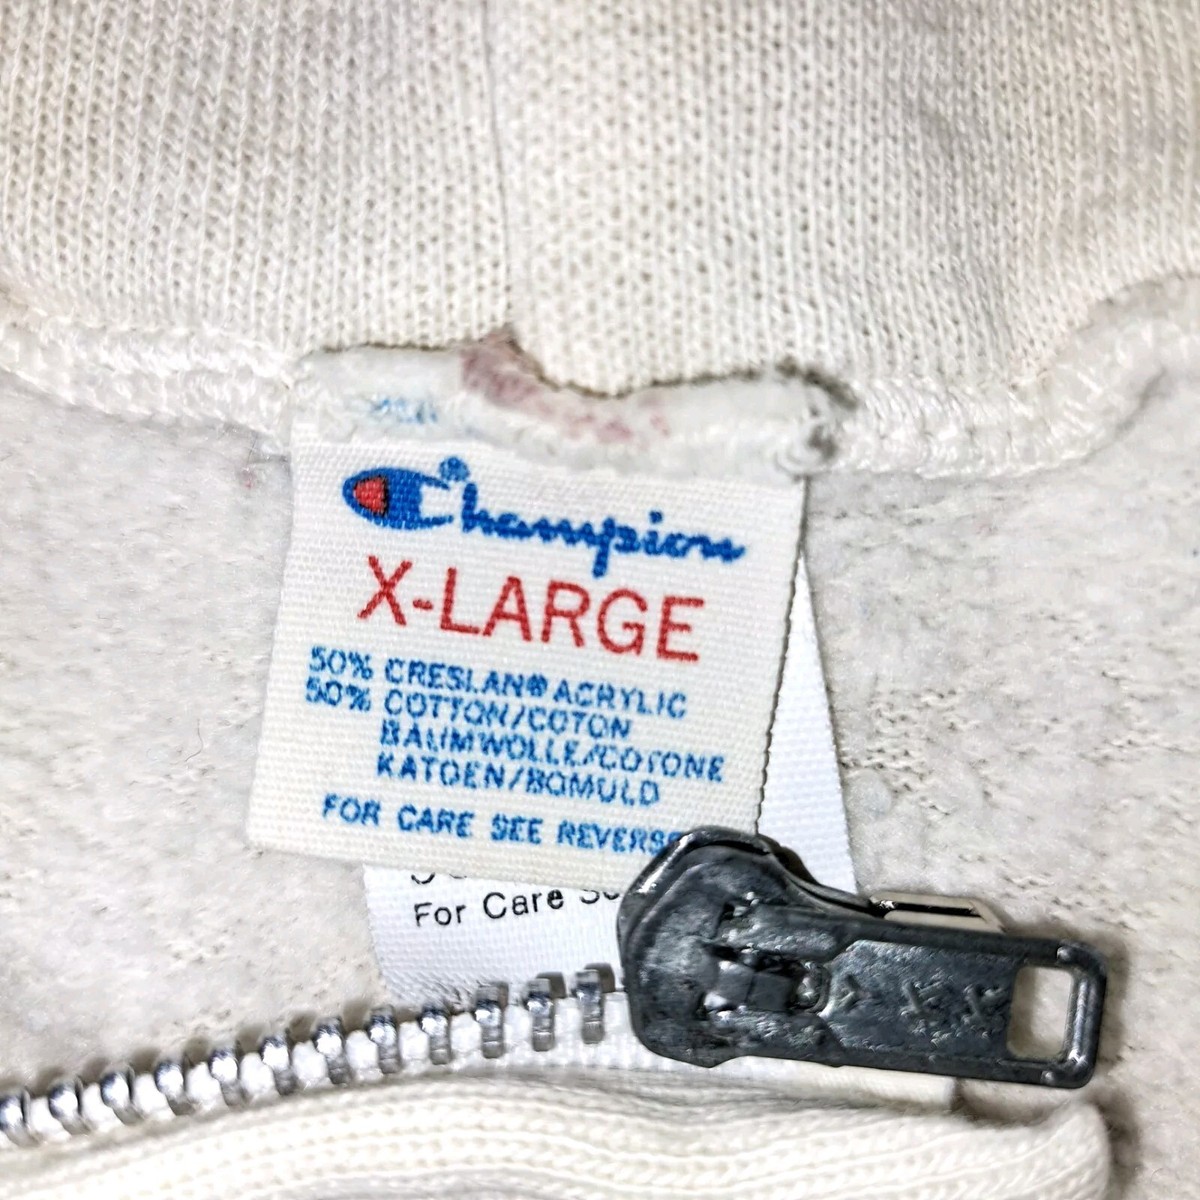 Champion®
X-LARGE
50% CRESLAN® ACRYLIC
50% COTTON/COTON
BAUMWOLLE/COTONE
KATOEN/BOMULD
FOR CARE SEE REVERSE
For Care